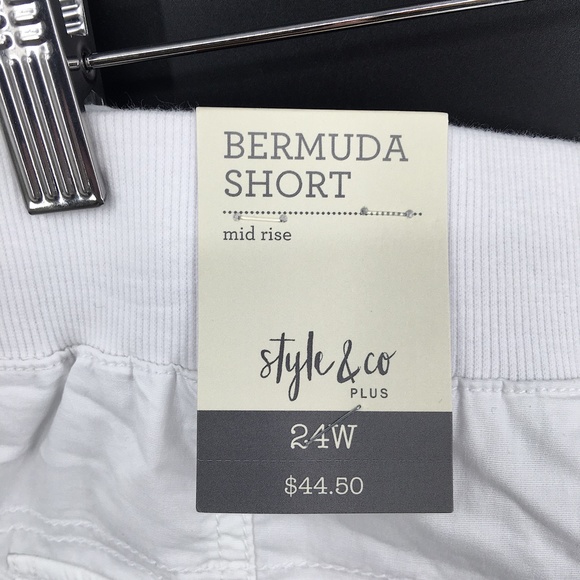 BERMUDA
SHORT
mid rise
style & co
PLUS
24W
$44.50